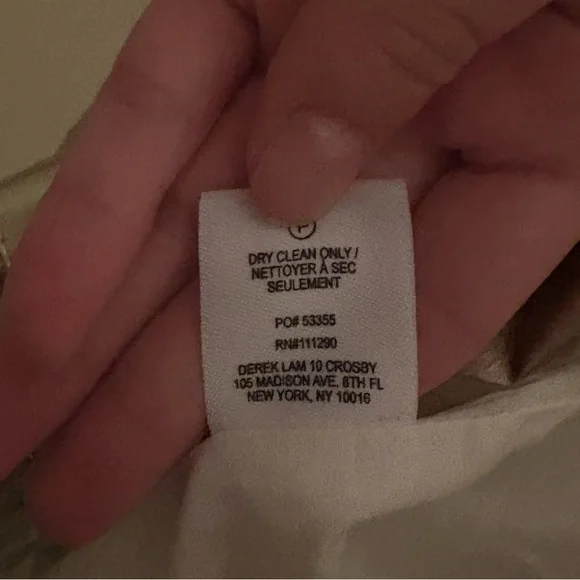 P
DRY CLEAN ONLY /
NETTOYER À SEC
SEULEMENT
PO# 53355
RN#111290
DEREK LAM 10 CROSBY
105 MADISON AVE, 8TH FL
NEW YORK, NY 10016